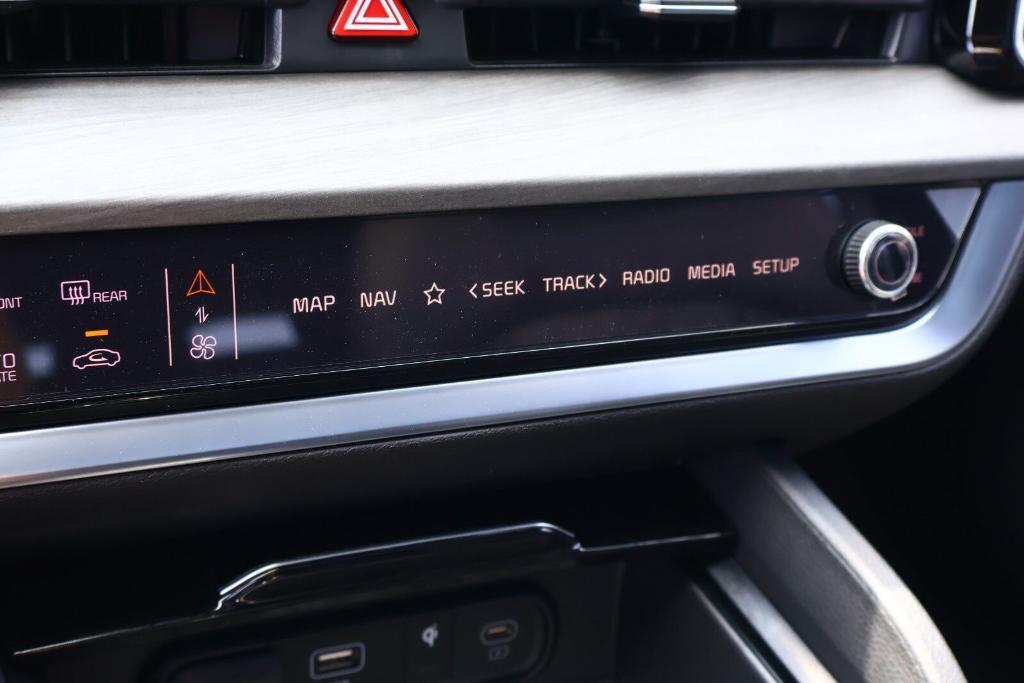 REAR
MAP NAV <SEEK TRACK> RADIO MEDIA SETUP